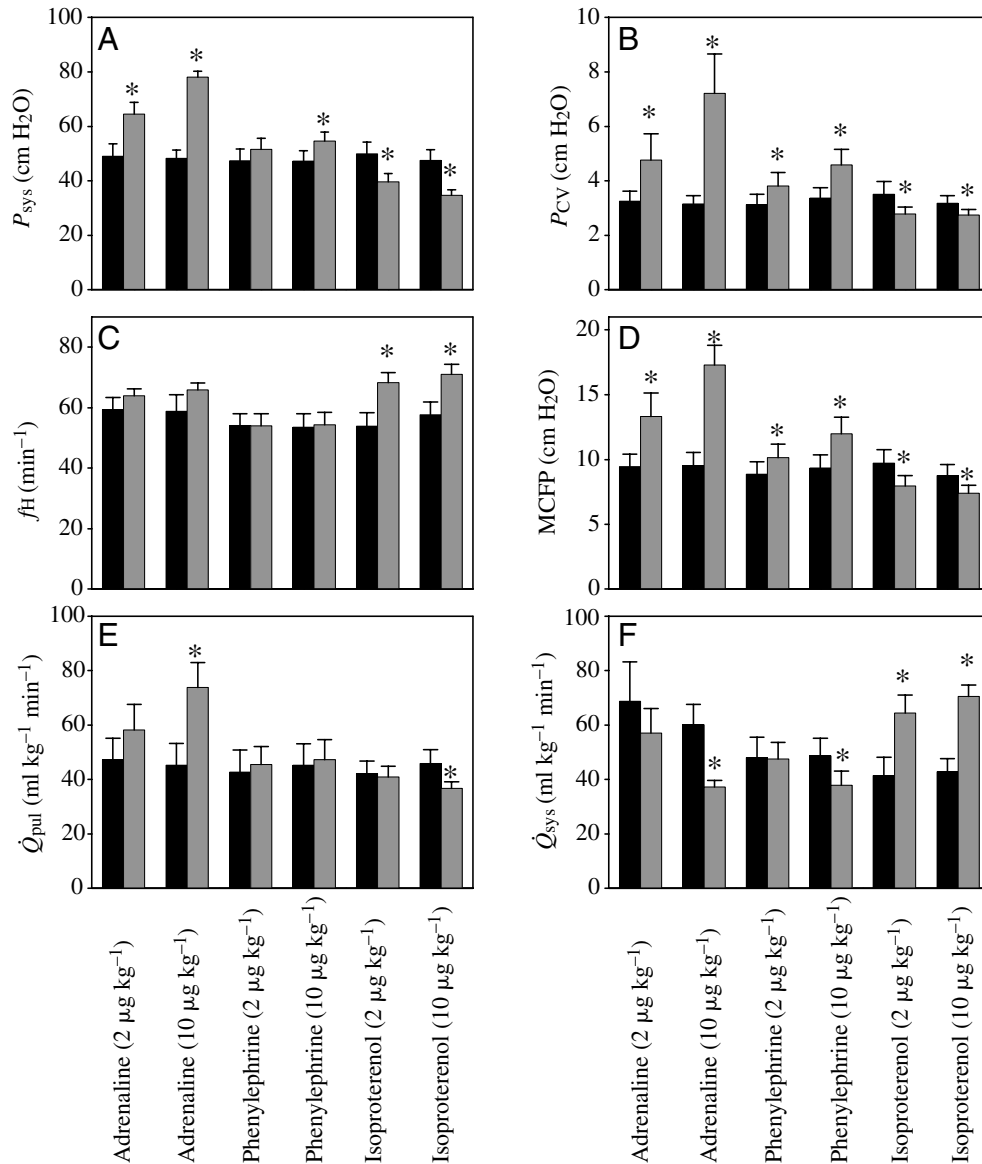 A
100
80
60
40
20
0
Psys (cm H2O)
* * * * *
B
10
8
6
4
2
0
PCV (cm H2O)
* * * * * *
C
80
60
40
20
0
fH (min−1)
* *
D
20
15
10
5
0
MCFP (cm H2O)
* * * * * *
E
100
80
60
40
20
0
Q̇pul (ml kg−1 min−1)
* *
F
100
80
60
40
20
0
Q̇sys (ml kg−1 min−1)
* * * *
Adrenaline (2 μg kg−1)
Adrenaline (10 μg kg−1)
Phenylephrine (2 μg kg−1)
Phenylephrine (10 μg kg−1)
Isoproterenol (2 μg kg−1)
Isoproterenol (10 μg kg−1)
Adrenaline (2 μg kg−1)
Adrenaline (10 μg kg−1)
Phenylephrine (2 μg kg−1)
Phenylephrine (10 μg kg−1)
Isoproterenol (2 μg kg−1)
Isoproterenol (10 μg kg−1)